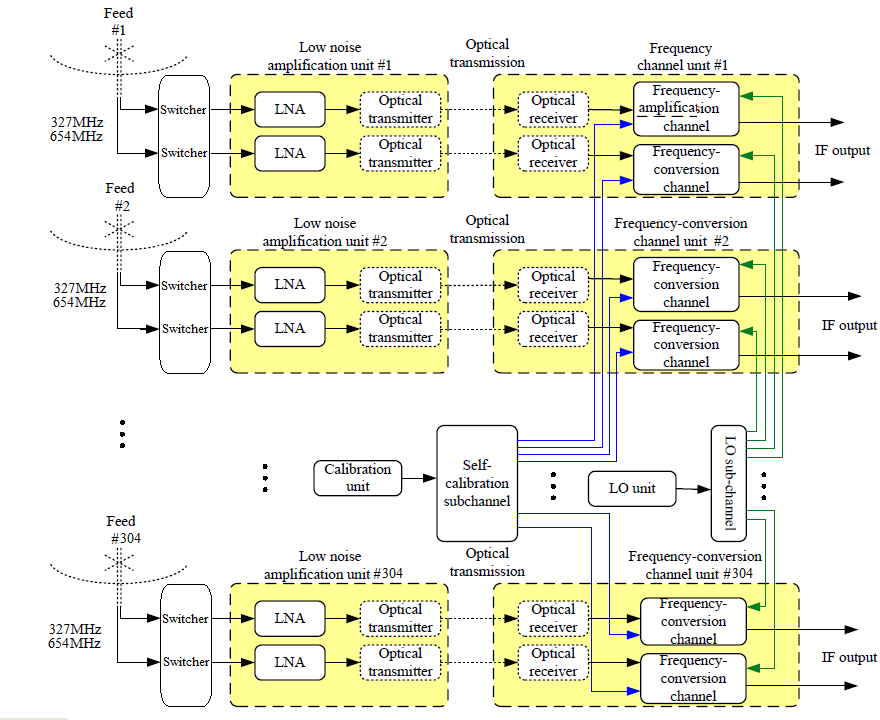 Feed
#1
327MHz
654MHz
Switcher
Switcher
Low noise
amplification unit #1
LNA
Optical
transmitter
LNA
Optical
transmitter
Optical
transmission
Frequency
channel unit #1
Optical
receiver
Optical
receiver
Frequency-
amplificasion
channel
Frequency-
conversion
channel
IF output
Feed
#2
327MHz
654MHz
Switcher
Switcher
Low noise
amplification unit #2
LNA
Optical
transmitter
LNA
Optical
transmitter
Optical
transmission
Frequency-conversion
channel unit #2
Optical
receiver
Optical
receiver
Frequency-
conversion
channel
Frequency-
conversion
channel
IF output
Calibration
unit
Self-
calibration
subchannel
LO unit
LO sub-channel
Feed
#304
327MHz
654MHz
Switcher
Switcher
Low noise
amplification unit #304
LNA
Optical
transmitter
LNA
Optical
transmitter
Optical
transmission
Frequency-conversion
channel unit #304
Optical
receiver
Optical
receiver
Frequency-
conversion
channel
Frequency-
conversion
channel
IF output